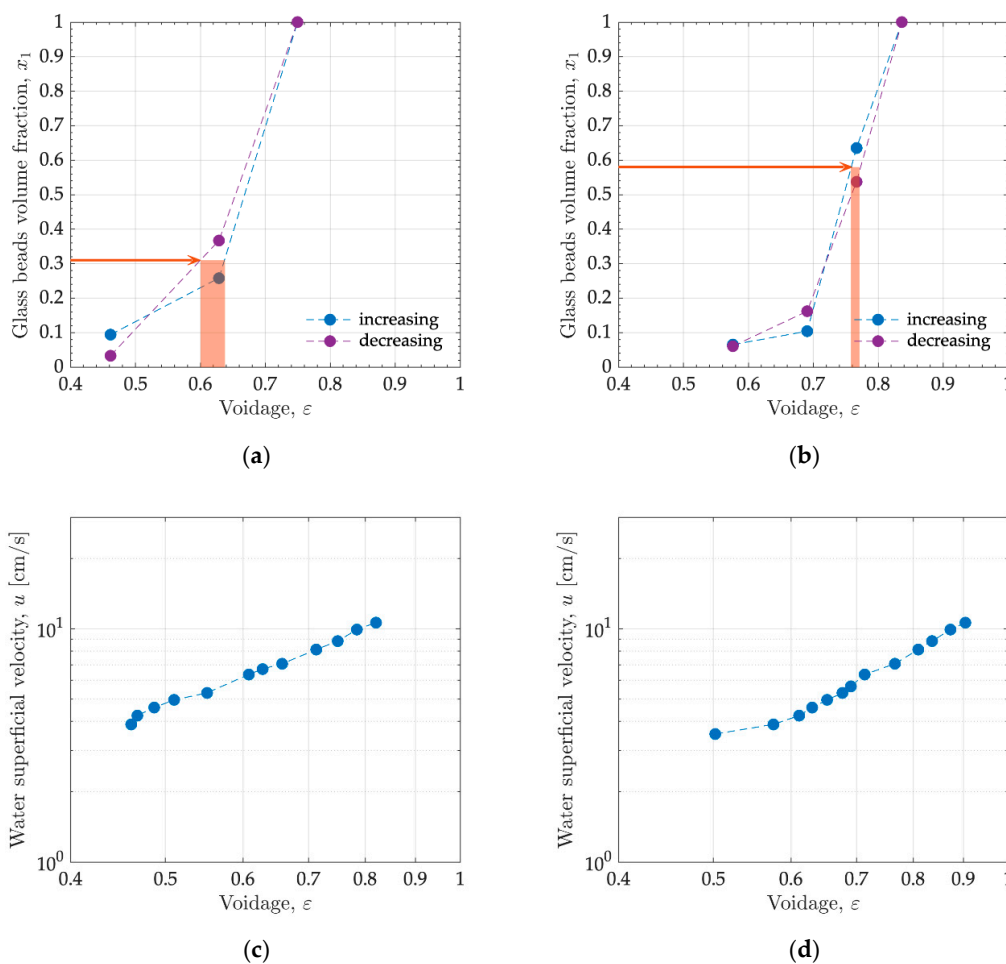 Glass beads volume fraction, x₁
1
0.9
0.8
0.7
0.6
0.5
0.4
0.3
0.2
0.1
0
increasing
decreasing
0.4 0.5 0.6 0.7 0.8 0.9 1
Voidage, ε
(a)
Glass beads volume fraction, x₁
1
0.9
0.8
0.7
0.6
0.5
0.4
0.3
0.2
0.1
0
increasing
decreasing
0.4 0.5 0.6 0.7 0.8 0.9 1
Voidage, ε
(b)
Water superficial velocity, u [cm/s]
10¹
10⁰
0.4 0.5 0.6 0.7 0.8 0.9 1
Voidage, ε
(c)
Water superficial velocity, u [cm/s]
10¹
10⁰
0.4 0.5 0.6 0.7 0.8 0.9 1
Voidage, ε
(d)